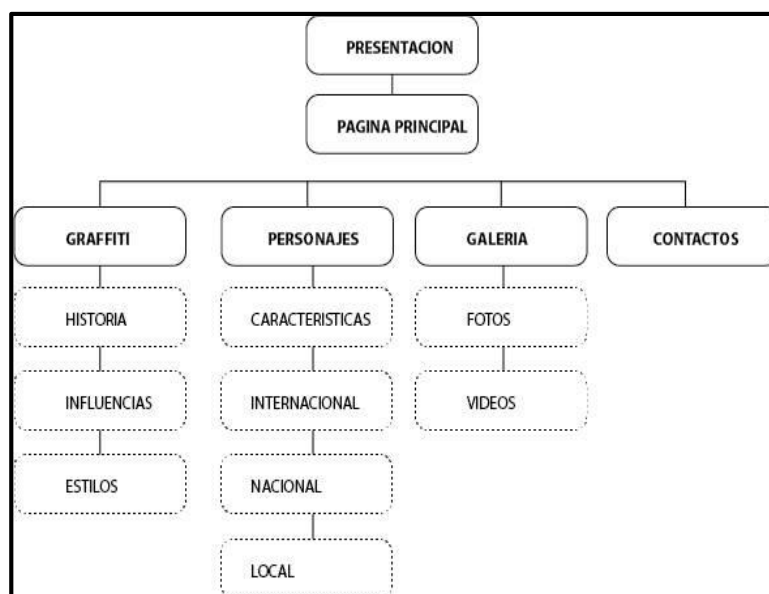 PRESENTACION
PAGINA PRINCIPAL
GRAFFITI
PERSONAJES
GALERIA
CONTACTOS
HISTORIA
CARACTERISTICAS
FOTOS
INFLUENCIAS
INTERNACIONAL
VIDEOS
ESTILOS
NACIONAL
LOCAL